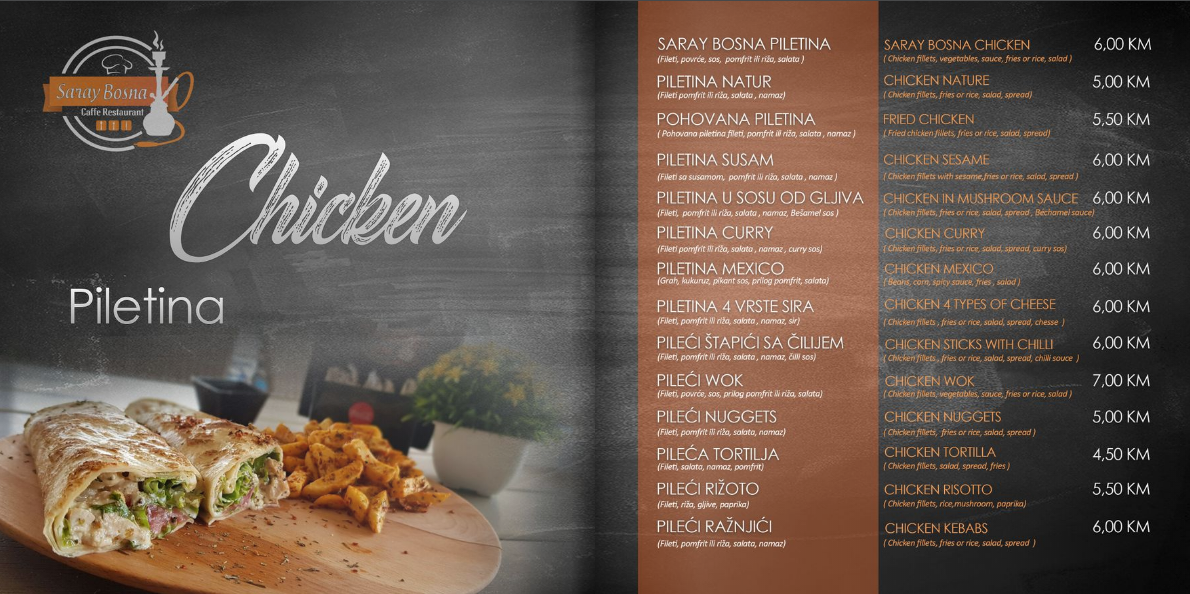 Saray Bosna
Caffe Restaurant
Chicken
Piletina
SARAY BOSNA PILETINA
(Fileti, povrće, sos, pomfrit ili riža, salata )
SARAY BOSNA CHICKEN
( Chicken fillets, vegetables, sauce, fries or rice, salad )
6,00 KM
PILETINA NATUR
(Fileti pomfrit ili riža, salata , namaz)
CHICKEN NATURE
( Chicken fillets, fries or rice, salad, spread)
5,00 KM
POHOVANA PILETINA
( Pohovana piletina fileti, pomfrit ili riža, salata , namaz )
FRIED CHICKEN
( Fried chicken fillets, fries or rice, salad, spread)
5,50 KM
PILETINA SUSAM
(Fileti sa susamom, pomfrit ili riža, salata , namaz )
CHICKEN SESAME
( Chicken fillets with sesame,fries or rice, salad, spread )
6,00 KM
PILETINA U SOSU OD GLJIVA
(Fileti, pomfrit ili riža, salata , namaz, Bešamel sos )
CHICKEN IN MUSHROOM SAUCE
( Chicken fillets, fries or rice, salad, spread , Béchamel sauce)
6,00 KM
PILETINA CURRY
(Fileti pomfrit ili riža, salata , namaz , curry sos)
CHICKEN CURRY
( Chicken fillets, fries or rice, salad, spread, curry sos)
6,00 KM
PILETINA MEXICO
(Grah, kukuruz, pikant sos, prilog pomfrit, salata)
CHICKEN MEXICO
( Beans, corn, spicy sauce, fries , salad )
6,00 KM
PILETINA 4 VRSTE SIRA
(Fileti, pomfrit ili riža, salata , namaz, sir)
CHICKEN 4 TYPES OF CHEESE
( Chicken fillets , fries or rice, salad, spread, chesse )
6,00 KM
PILEĆI ŠTAPIĆI SA ČILIJEM
(Fileti, pomfrit ili riža, salata , namaz, čilli sos)
CHICKEN STICKS WITH CHILLI
( Chicken fillets , fries or rice, salad, spread, chilli sauce )
6,00 KM
PILEĆI WOK
(Fileti, povrće, sos, prilog pomfrit ili riža, salata)
CHICKEN WOK
( Chicken fillets, vegetables, sauce, fries or rice, salad )
7,00 KM
PILEĆI NUGGETS
(Fileti, pomfrit ili riža, salata, namaz)
CHICKEN NUGGETS
( Chicken fillets, fries or rice, salad, spread )
5,00 KM
PILEĆA TORTILJA
(Fileti, salata, namaz, pomfrit)
CHICKEN TORTILLA
( Chicken fillets, salad, spread, fries )
4,50 KM
PILEĆI RIŽOTO
(Fileti, riža, gljive, paprika)
CHICKEN RISOTTO
( Chicken fillets, rice,mushroom, paprika)
5,50 KM
PILEĆI RAŽNJIĆI
(Fileti, pomfrit ili riža, salata, namaz)
CHICKEN KEBABS
( Chicken fillets, fries or rice, salad, spread )
6,00 KM